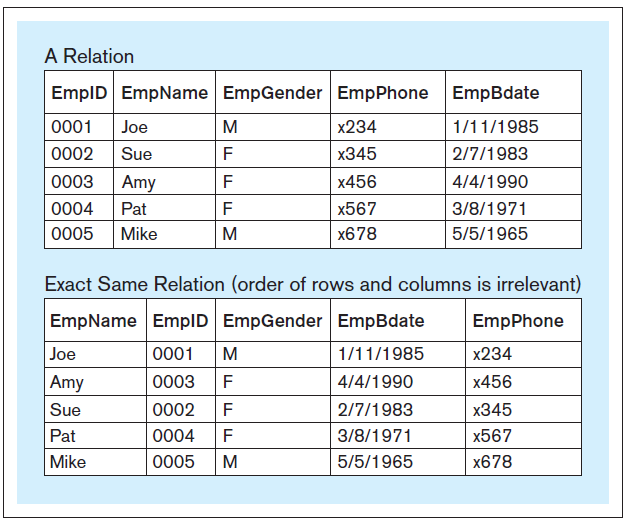 A Relation
EmpID EmpName EmpGender EmpPhone EmpBdate
0001 Joe M x234 1/11/1985
0002 Sue F x345 2/7/1983
0003 Amy F x456 4/4/1990
0004 Pat F x567 3/8/1971
0005 Mike M x678 5/5/1965
Exact Same Relation (order of rows and columns is irrelevant)
EmpName EmpID EmpGender EmpBdate EmpPhone
Joe 0001 M 1/11/1985 x234
Amy 0003 F 4/4/1990 x456
Sue 0002 F 2/7/1983 x345
Pat 0004 F 3/8/1971 x567
Mike 0005 M 5/5/1965 x678